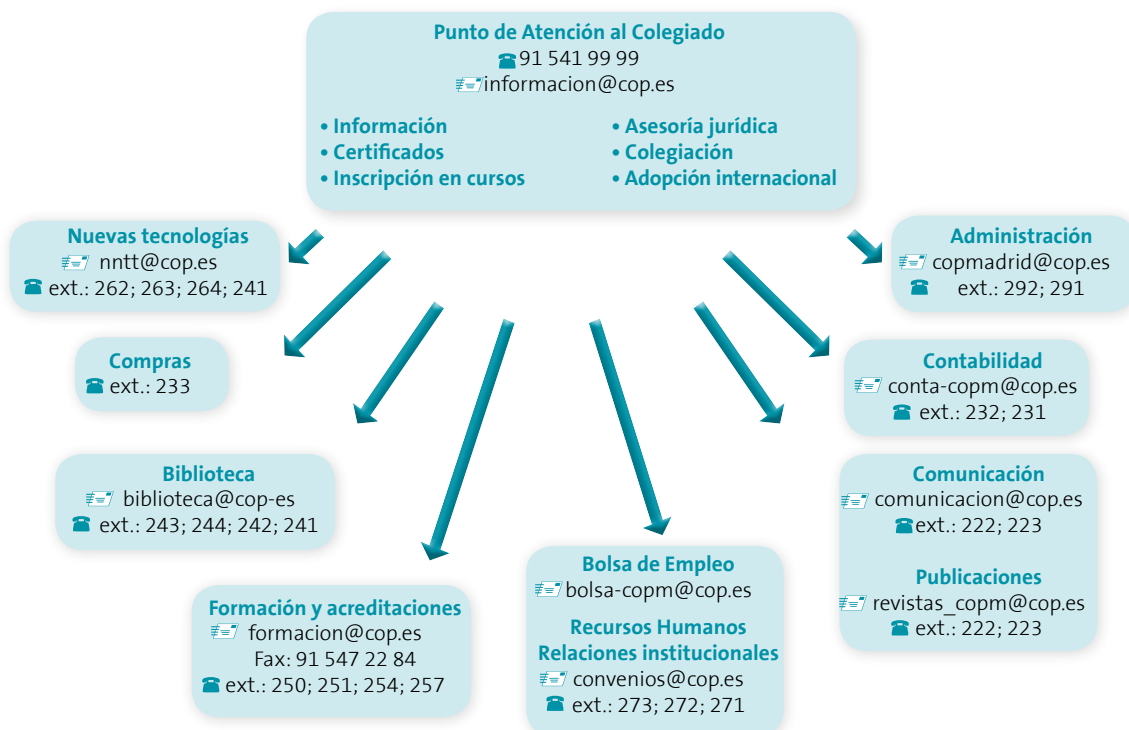 Punto de Atención al Colegiado
91 541 99 99
informacion@cop.es
• Información
• Certificados
• Inscripción en cursos
• Asesoría jurídica
• Colegiación
• Adopción internacional
Nuevas tecnologías
nntt@cop.es
ext.: 262; 263; 264; 241
Administración
copmadrid@cop.es
ext.: 292; 291
Compras
ext.: 233
Contabilidad
conta-copm@cop.es
ext.: 232; 231
Biblioteca
biblioteca@cop-es
ext.: 243; 244; 242; 241
Comunicación
comunicacion@cop.es
ext.: 222; 223
Publicaciones
revistas_copm@cop.es
ext.: 222; 223
Formación y acreditaciones
formacion@cop.es
Fax: 91 547 22 84
ext.: 250; 251; 254; 257
Bolsa de Empleo
bolsa-copm@cop.es
Recursos Humanos
Relaciones institucionales
convenios@cop.es
ext.: 273; 272; 271